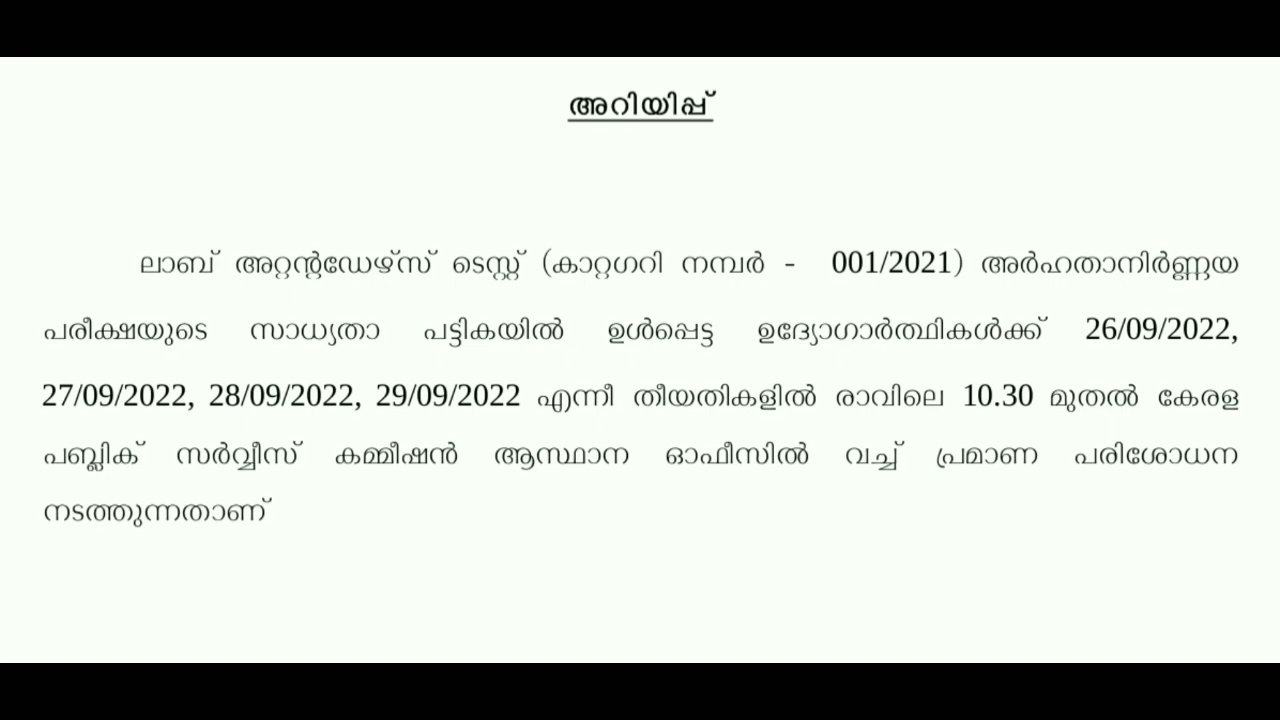 അറിയിപ്പ്
ലാബ് അറ്റന്റഡേഴ്സ് ടെസ്റ്റ് (കാറ്റഗറി നമ്പർ - 001/2021) അർഹതാനിർണ്ണയ
പരീക്ഷയുടെ സാധ്യതാ പട്ടികയിൽ ഉൾപ്പെട്ട ഉദ്യോഗാർത്ഥികൾക്ക് 26/09/2022,
27/09/2022, 28/09/2022, 29/09/2022 എന്നീ തീയതികളിൽ രാവിലെ 10.30 മുതൽ കേരള
പബ്ലിക് സർവ്വീസ് കമ്മീഷൻ ആസ്ഥാന ഓഫീസിൽ വച്ച് പ്രമാണ പരിശോധന
നടത്തുന്നതാണ്